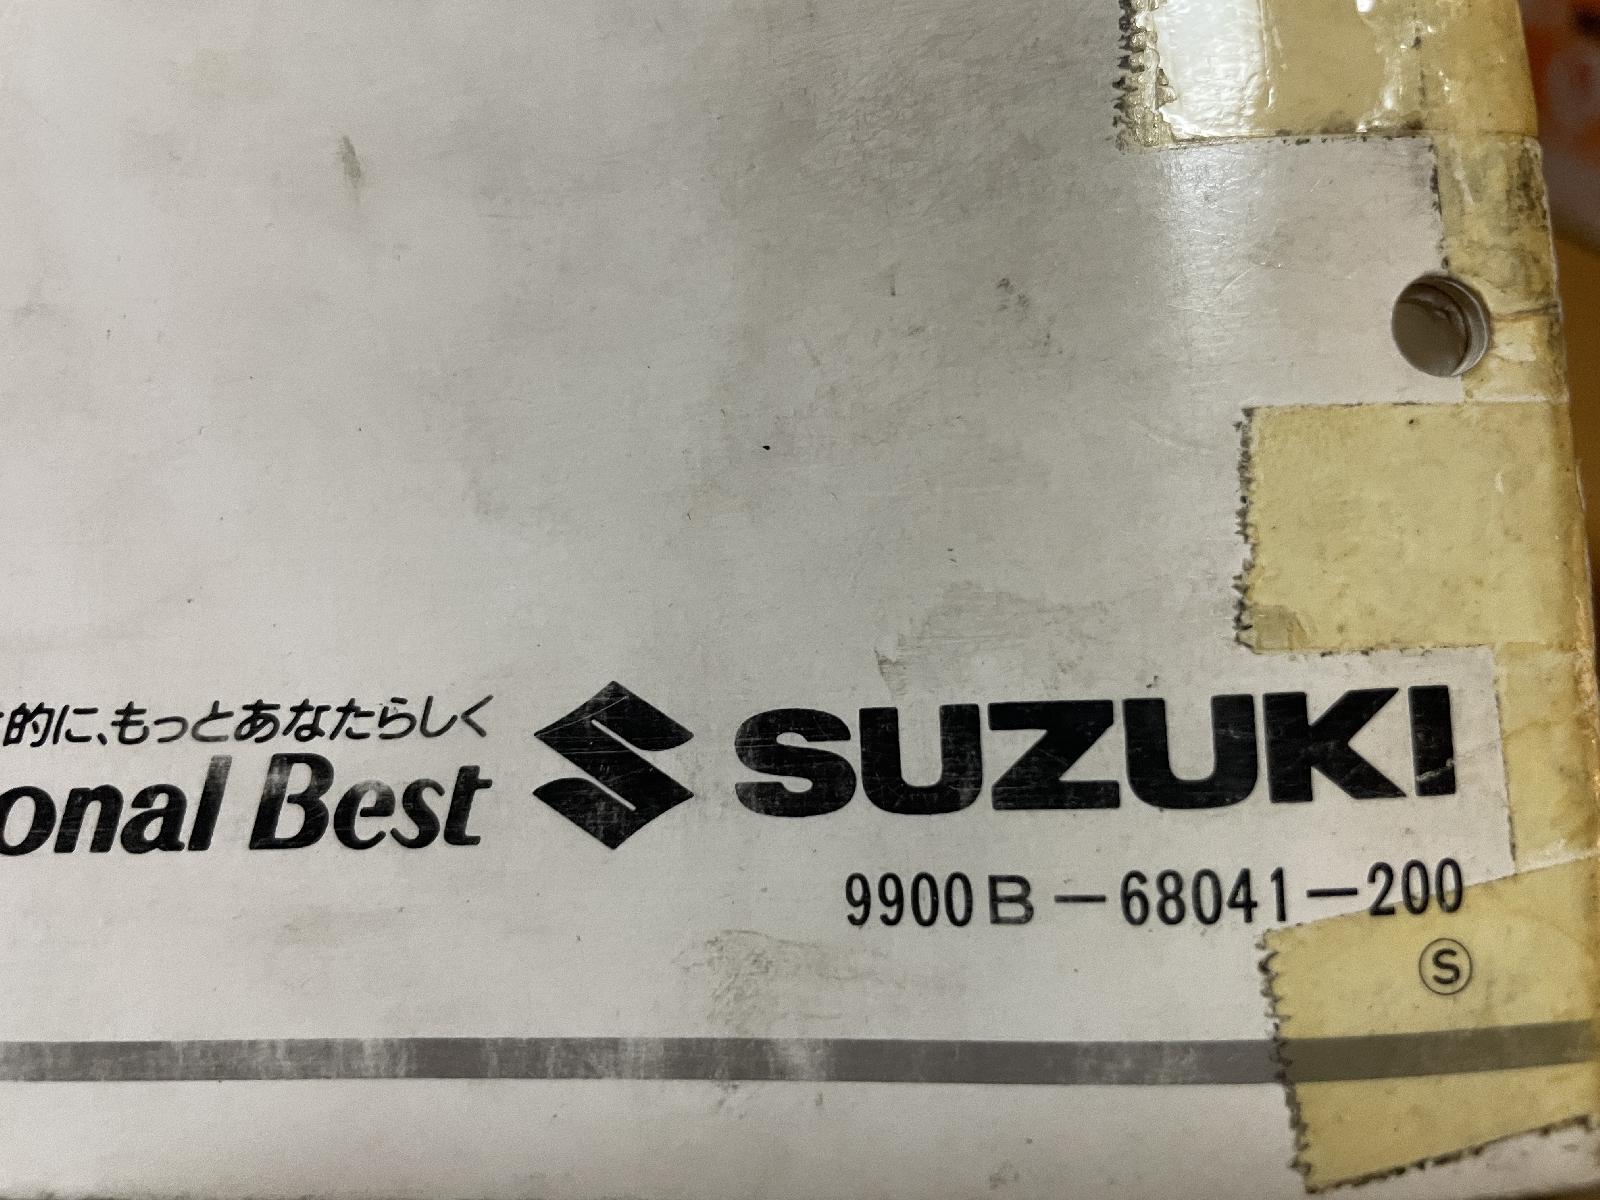 的に、もっとあなたらしく
onal Best
SUZUKI
9900B-68041-200
S